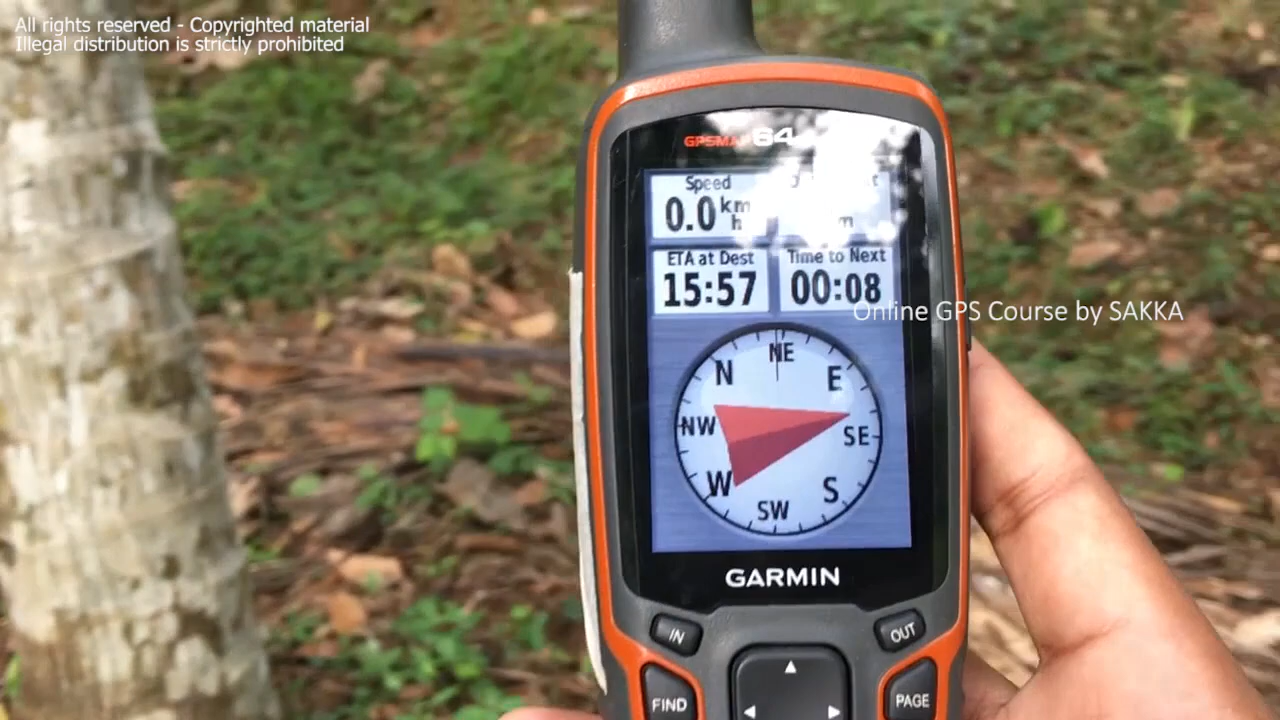 All rights reserved - Copyrighted material
Illegal distribution is strictly prohibited
64
Speed
0.0 km h
m
ETA at Dest
Time to Next
15:57
00:08
Online GPS Course by SAKKA
NE
N
E
NW
SE
W
S
SW
GARMIN
IN
OUT
FIND
PAGE